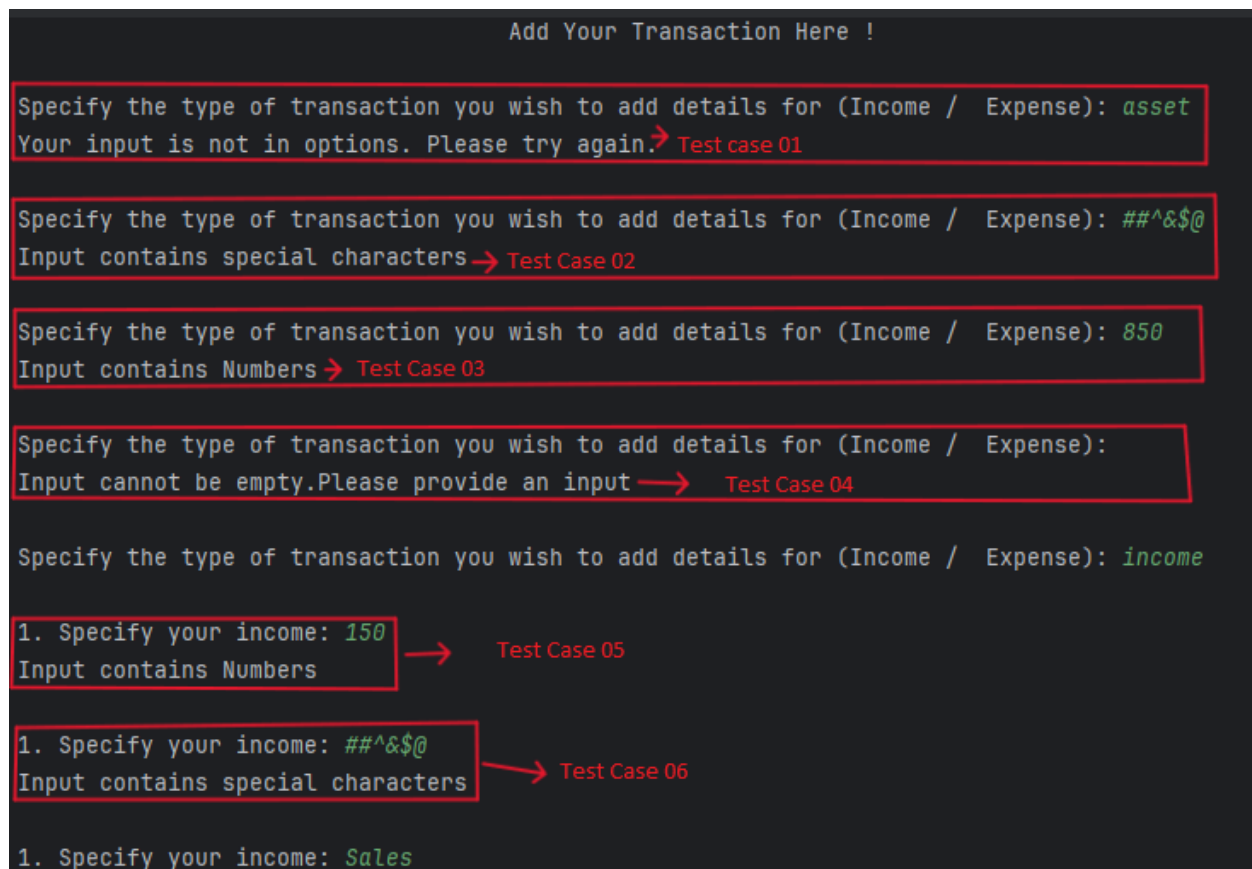 Add Your Transaction Here !
Specify the type of transaction you wish to add details for (Income /  Expense): asset
Your input is not in options. Please try again. Test case 01
Specify the type of transaction you wish to add details for (Income /  Expense): ##^&$@
Input contains special characters Test Case 02
Specify the type of transaction you wish to add details for (Income /  Expense): 850
Input contains Numbers Test Case 03
Specify the type of transaction you wish to add details for (Income /  Expense):
Input cannot be empty.Please provide an input Test Case 04
Specify the type of transaction you wish to add details for (Income /  Expense): income
1. Specify your income: 150
Test Case 05
Input contains Numbers
1. Specify your income: ##^&$@
Test Case 06
Input contains special characters
1. Specify your income: Sales